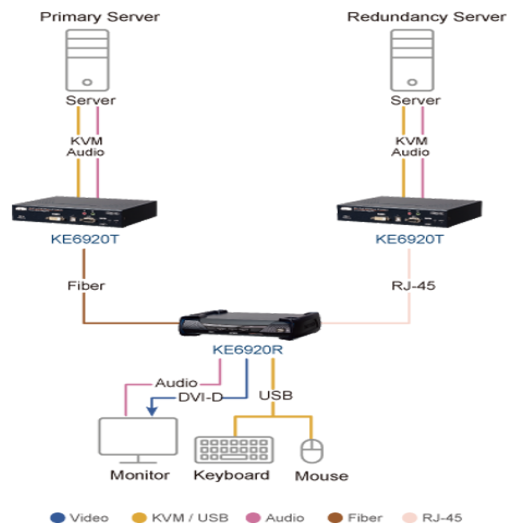 Primary Server
Redundancy Server
Server
Server
KVM
Audio
KVM
Audio
KE6920T
KE6920T
Fiber
RJ-45
KE6920R
Audio
DVI-D
USB
Monitor
Keyboard
Mouse
Video
KVM / USB
Audio
Fiber
RJ-45